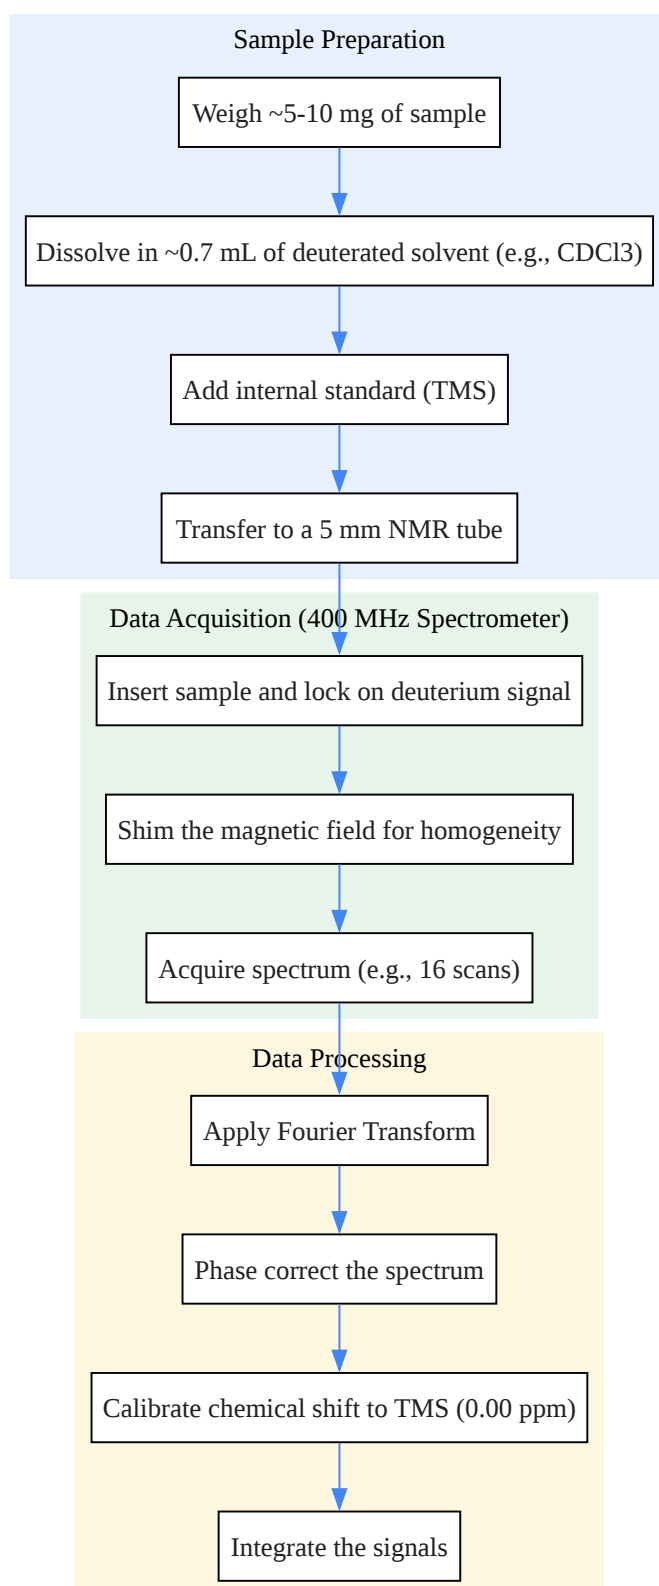 Sample Preparation
Weigh ~5-10 mg of sample
Dissolve in ~0.7 mL of deuterated solvent (e.g., CDCl3)
Add internal standard (TMS)
Transfer to a 5 mm NMR tube
Data Acquisition (400 MHz Spectrometer)
Insert sample and lock on deuterium signal
Shim the magnetic field for homogeneity
Acquire spectrum (e.g., 16 scans)
Data Processing
Apply Fourier Transform
Phase correct the spectrum
Calibrate chemical shift to TMS (0.00 ppm)
Integrate the signals